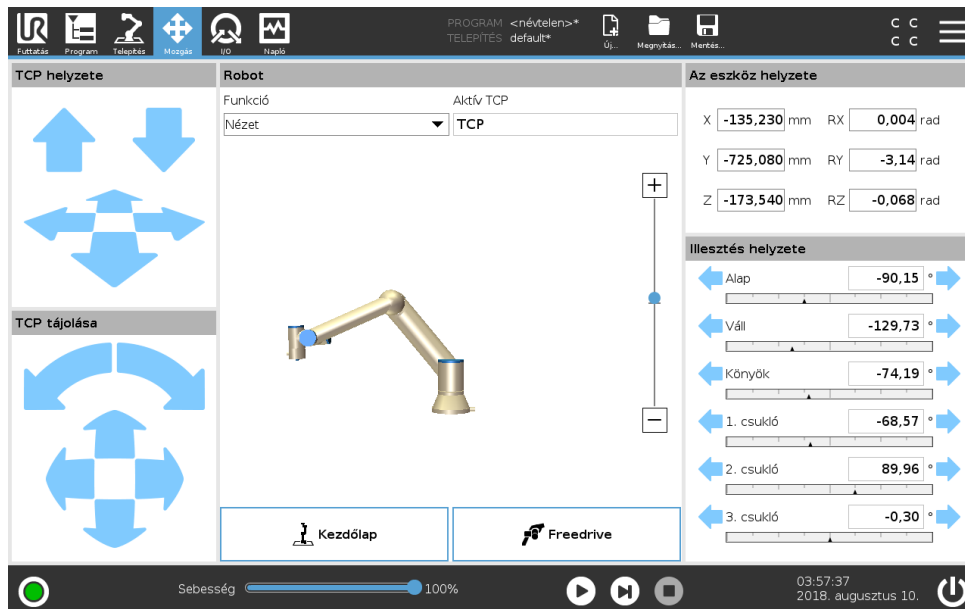 PROGRAM <névtelen>*
TELEPÍTÉS default*
Futtatás Program Telepítés Mozgás I/O Napló Új... Megnyitás... Mentés...
C C
C C
TCP helyzete
Robot
Funkció Aktív TCP
Nézet TCP
Az eszköz helyzete
X -135,230 mm RX 0,004 rad
Y -725,080 mm RY -3,14 rad
Z -173,540 mm RZ -0,068 rad
Illesztés helyzete
Alap -90,15 °
Váll -129,73 °
Könyök -74,19 °
1. csukló -68,57 °
2. csukló 89,96 °
3. csukló -0,30 °
TCP tájolása
Kezdőlap Freedrive
Sebesség 100%
03:57:37
2018. augusztus 10.